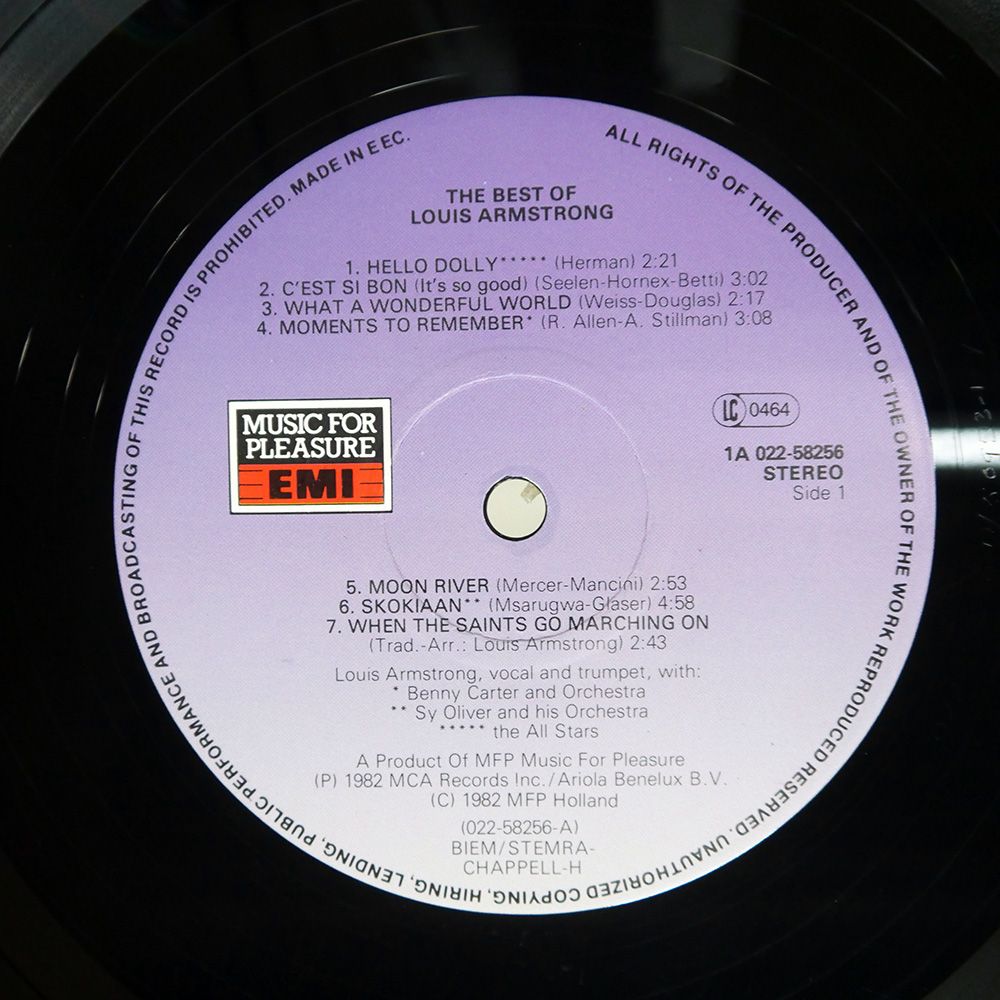 ALL RIGHTS OF THE PRODUCER AND OF THE OWNER OF THE WORK REPRODUCED RESERVED. UNAUTHORIZED COPYING, HIRING, LENDING, PUBLIC PERFORMANCE AND BROADCASTING OF THIS RECORD IS PROHIBITED. MADE IN EEC.
THE BEST OF
LOUIS ARMSTRONG
1. HELLO DOLLY***** (Herman) 2:21
2. C'EST SI BON (It's so good) (Seelen-Hornex-Betti) 3:02
3. WHAT A WONDERFUL WORLD (Weiss-Douglas) 2:17
4. MOMENTS TO REMEMBER* (R. Allen-A. Stillman) 3:08
MUSIC FOR
PLEASURE
EMI
LC 0464
1A 022-58256
STEREO
Side 1
5. MOON RIVER (Mercer-Mancini) 2:53
6. SKOKIAAN** (Msarugwa-Glaser) 4:58
7. WHEN THE SAINTS GO MARCHING ON
(Trad.-Arr.: Louis Armstrong) 2:43
Louis Armstrong, vocal and trumpet, with:
* Benny Carter and Orchestra
** Sy Oliver and his Orchestra
***** the All Stars
A Product Of MFP Music For Pleasure
(P) 1982 MCA Records Inc./Ariola Benelux B.V.
(C) 1982 MFP Holland
(022-58256-A)
BIEM/STEMRA-
CHAPPELL-H